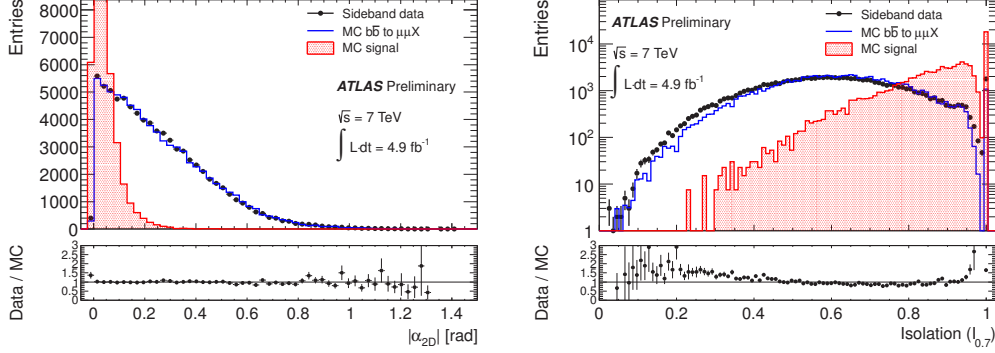 Entries
8000
7000
6000
5000
4000
3000
2000
1000
0
Sideband data
MC bb̄ to μμX
MC signal
ATLAS Preliminary
√s = 7 TeV
∫ L·dt = 4.9 fb⁻¹
Data / MC
3
2.5
1.5
1
0.5
0
0 0.2 0.4 0.6 0.8 1 1.2 1.4
|α2D| [rad]
Entries
10⁴
10³
10²
10
1
ATLAS Preliminary
√s = 7 TeV
∫ L·dt = 4.9 fb⁻¹
Sideband data
MC bb̄ to μμX
MC signal
Data / MC
3
2.5
1.5
1
0.5
0
0 0.2 0.4 0.6 0.8 1
Isolation (I0.7)